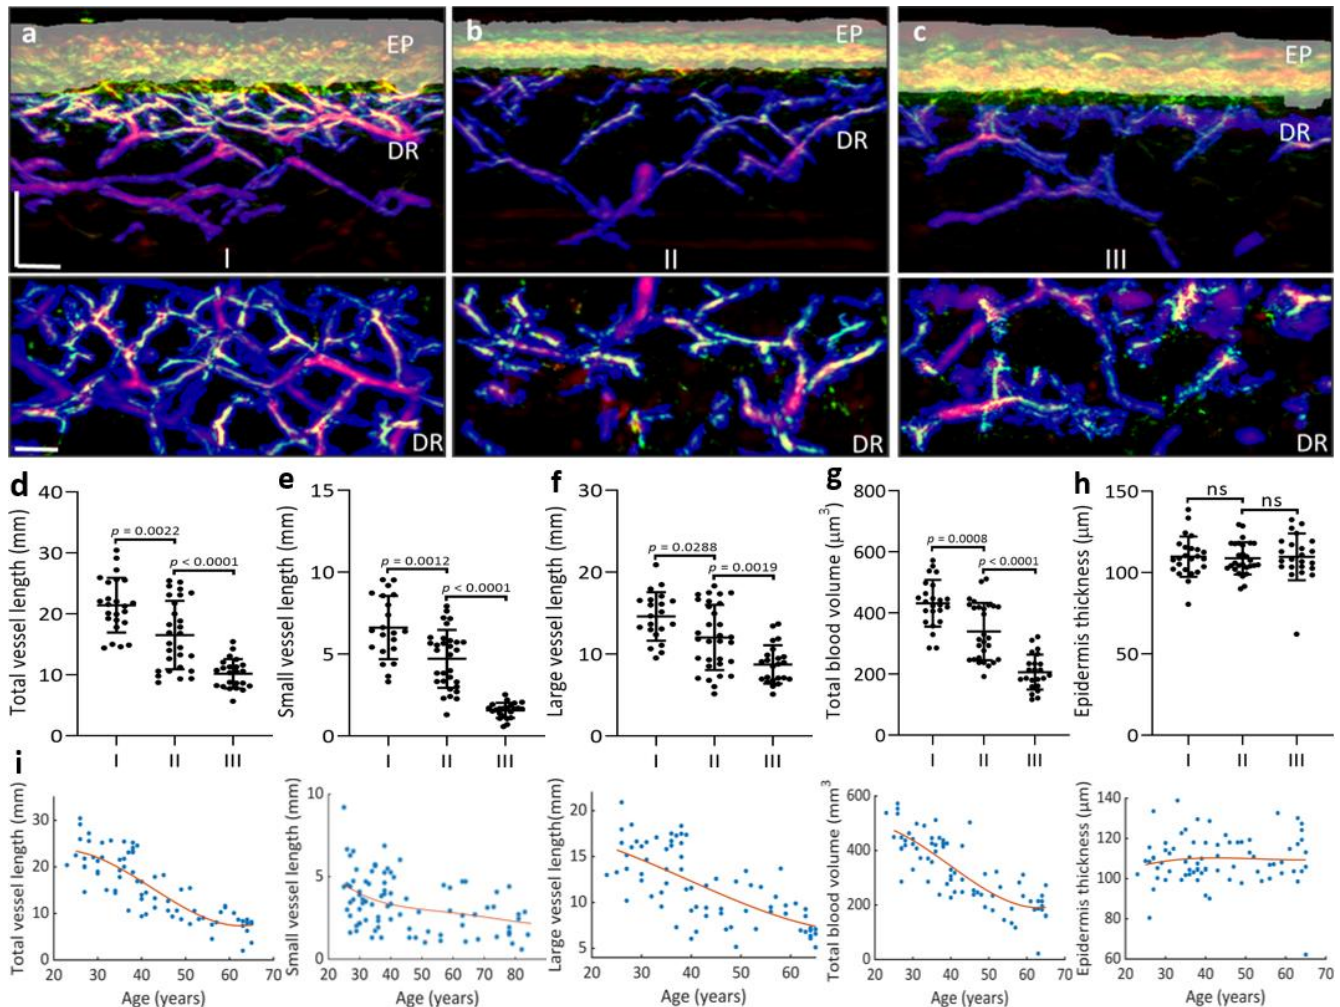 a
EP
DR
I
b
EP
DR
II
c
EP
DR
III
DR
DR
DR
d
Total vessel length (mm)
40
30
20
10
0
p = 0.0022
p < 0.0001
I II III
e
Small vessel length (mm)
15
10
5
0
p = 0.0012
p < 0.0001
I II III
f
Large vessel length (mm)
30
20
10
0
p = 0.0288
p = 0.0019
I II III
g
Total blood volume (μm³)
800
600
400
200
0
p = 0.0008
p < 0.0001
I II III
h
Epidermis thickness (μm)
150
100
50
0
ns
ns
I II III
i
Total vessel length (mm)
30
20
10
0
20 30 40 50 60 70
Age (years)
Small vessel length (mm)
10
5
0
20 40 60 80
Age (years)
Large vessel length(mm)
20
15
10
5
20 30 40 50 60
Age (years)
Total blood volume (mm³)
600
400
200
0
20 30 40 50 60 70
Age (years)
Epidermis thickness (μm)
140
120
100
80
60
20 30 40 50 60 70
Age (years)